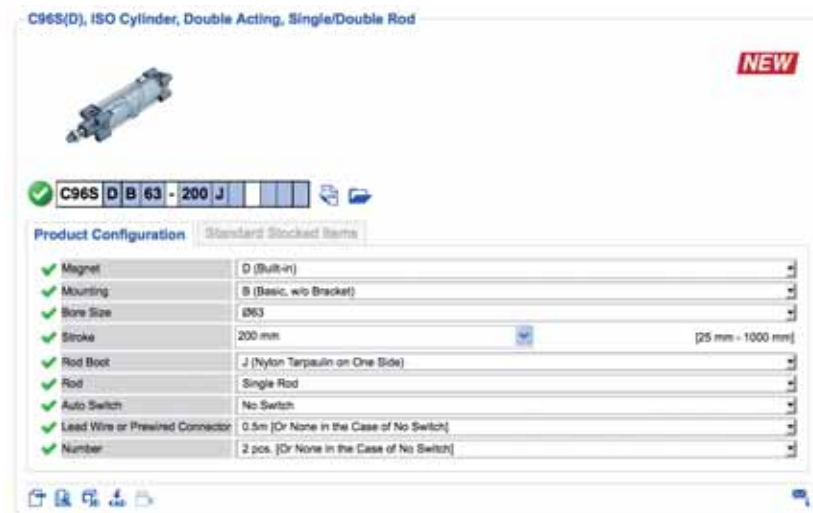 C96S(D), ISO Cylinder, Double Acting, Single/Double Rod
NEW
C96S D B 63 - 200 J
Product Configuration Standard Stocked Items
Magnet D (Built-in)
Mounting B (Basic, w/o Bracket)
Bore Size Ø63
Stroke 200 mm [25 mm - 1000 mm]
Rod Boot J (Nylon Tarpaulin on One Side)
Rod Single Rod
Auto Switch No Switch
Lead Wire or Prewired Connector 0.5m [Or None in the Case of No Switch]
Number 2 pos. [Or None in the Case of No Switch]